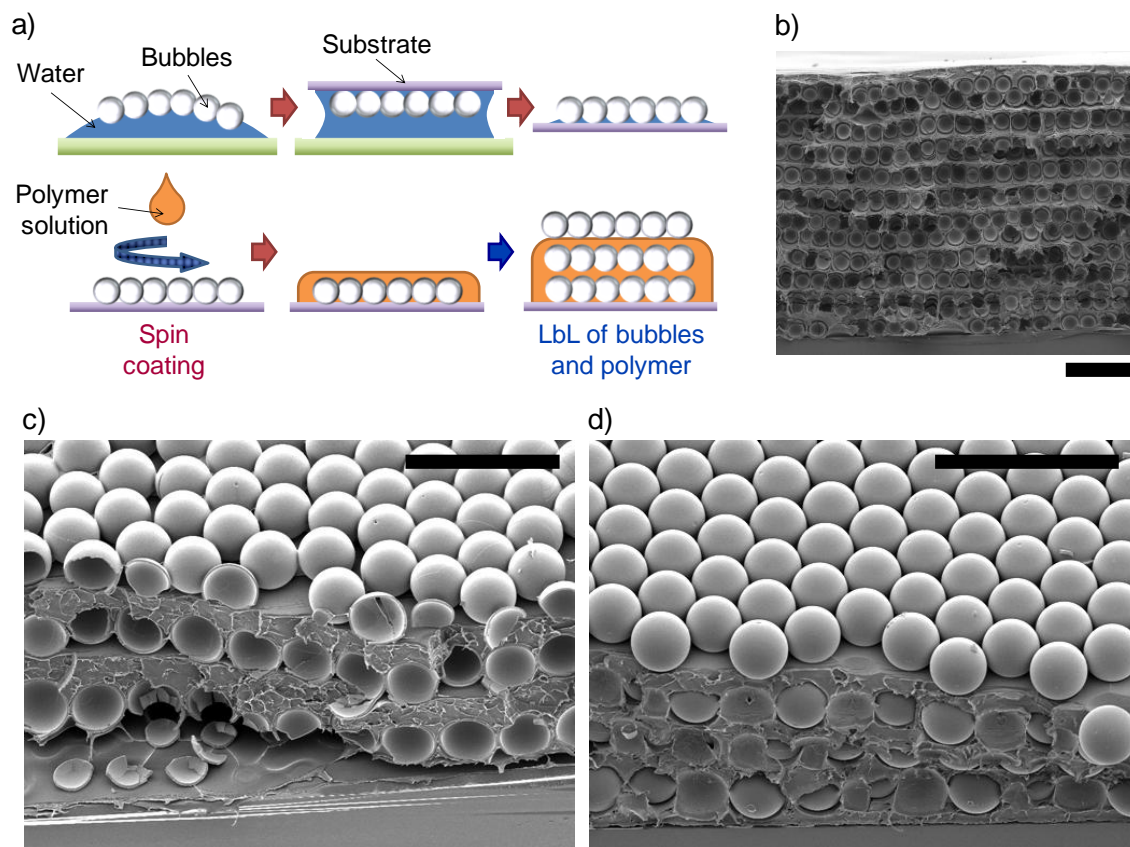 a)
Water
Bubbles
Substrate
Polymer
solution
Spin
coating
LbL of bubbles
and polymer
b)
c)
d)